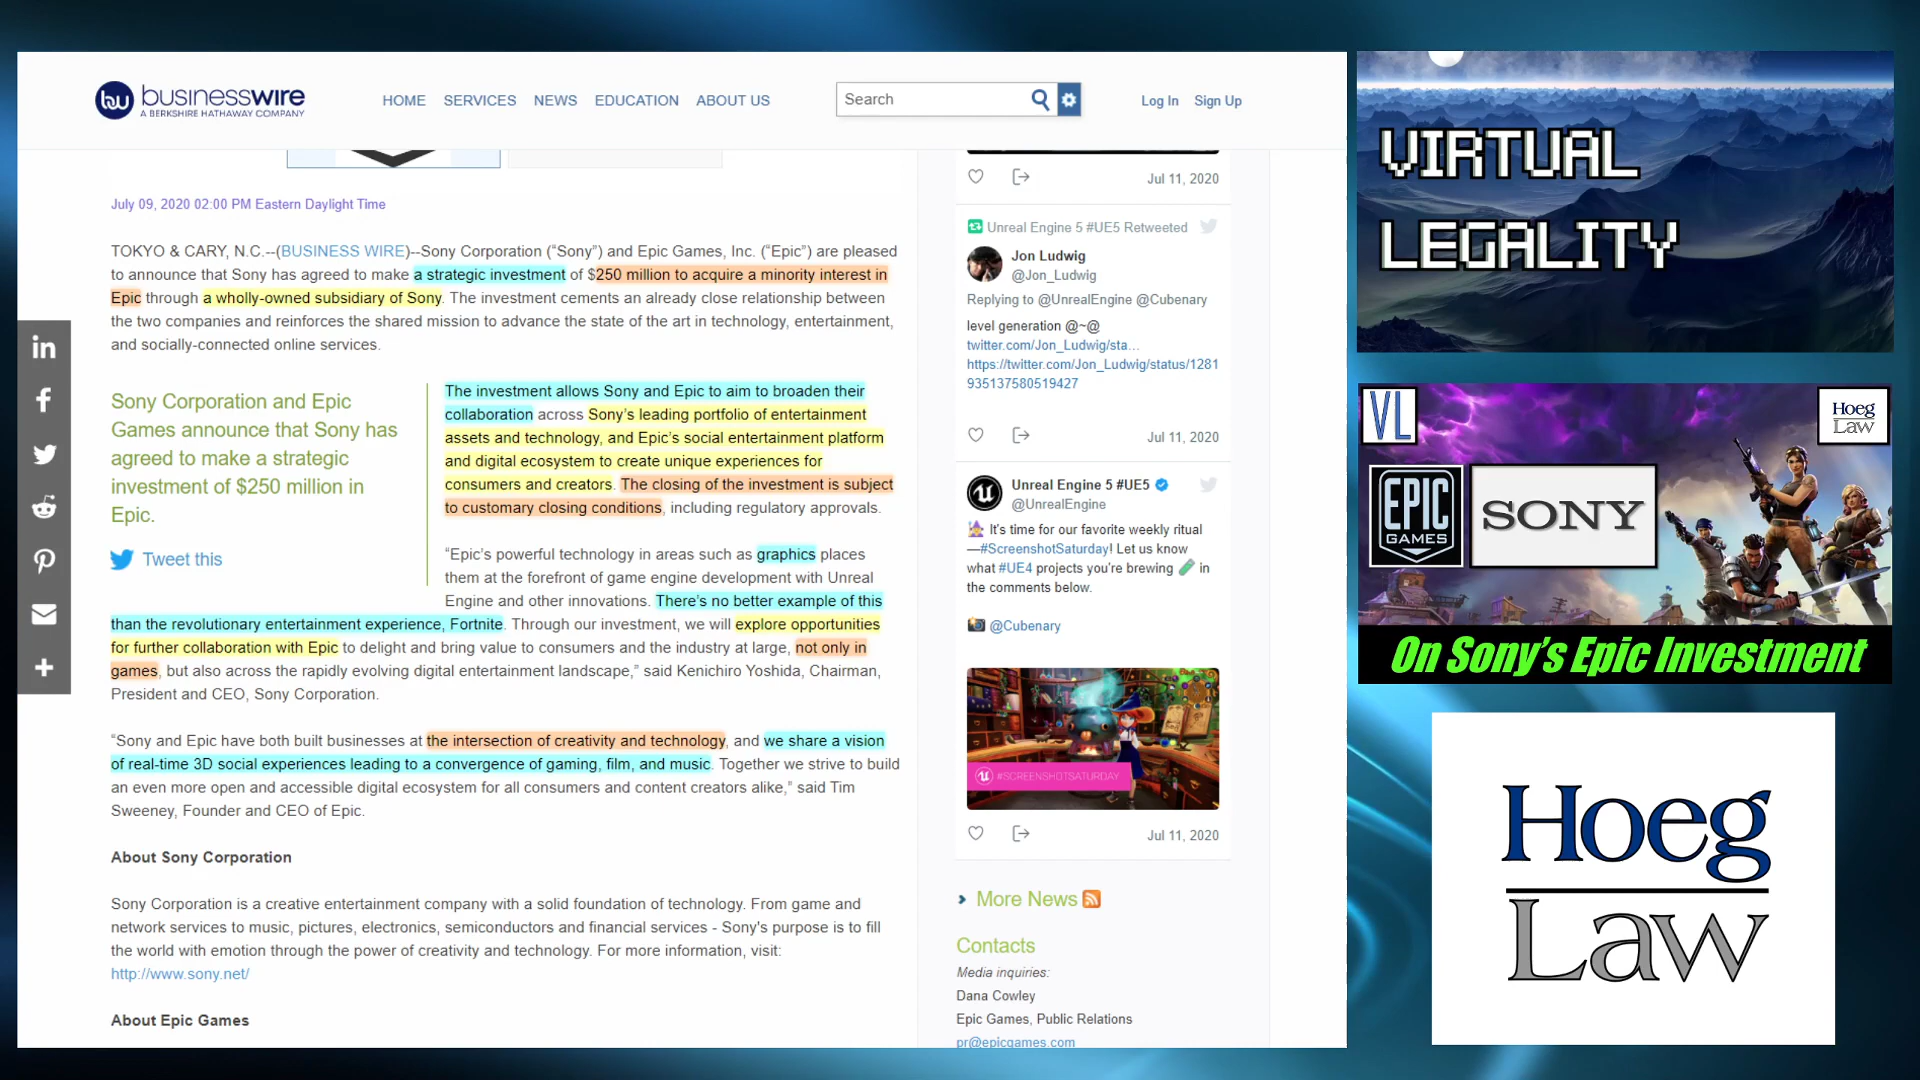 businesswire
A BERKSHIRE HATHAWAY COMPANY
HOME SERVICES NEWS EDUCATION ABOUT US
Search
Log In Sign Up
July 09, 2020 02:00 PM Eastern Daylight Time
TOKYO & CARY, N.C.--(BUSINESS WIRE)--Sony Corporation (“Sony”) and Epic Games, Inc. (“Epic”) are pleased
to announce that Sony has agreed to make a strategic investment of $250 million to acquire a minority interest in
Epic through a wholly-owned subsidiary of Sony. The investment cements an already close relationship between
the two companies and reinforces the shared mission to advance the state of the art in technology, entertainment,
and socially-connected online services.
Sony Corporation and Epic
Games announce that Sony has
agreed to make a strategic
investment of $250 million in
Epic.
Tweet this
The investment allows Sony and Epic to aim to broaden their
collaboration across Sony’s leading portfolio of entertainment
assets and technology, and Epic’s social entertainment platform
and digital ecosystem to create unique experiences for
consumers and creators. The closing of the investment is subject
to customary closing conditions, including regulatory approvals.
“Epic’s powerful technology in areas such as graphics places
them at the forefront of game engine development with Unreal
Engine and other innovations. There’s no better example of this
than the revolutionary entertainment experience, Fortnite. Through our investment, we will explore opportunities
for further collaboration with Epic to delight and bring value to consumers and the industry at large, not only in
games, but also across the rapidly evolving digital entertainment landscape,” said Kenichiro Yoshida, Chairman,
President and CEO, Sony Corporation.
“Sony and Epic have both built businesses at the intersection of creativity and technology, and we share a vision
of real-time 3D social experiences leading to a convergence of gaming, film, and music. Together we strive to build
an even more open and accessible digital ecosystem for all consumers and content creators alike,” said Tim
Sweeney, Founder and CEO of Epic.
About Sony Corporation
Sony Corporation is a creative entertainment company with a solid foundation of technology. From game and
network services to music, pictures, electronics, semiconductors and financial services - Sony's purpose is to fill
the world with emotion through the power of creativity and technology. For more information, visit:
http://www.sony.net/
About Epic Games
Jul 11, 2020
Unreal Engine 5 #UE5 Retweeted
Jon Ludwig
@Jon_Ludwig
Replying to @UnrealEngine @Cubenary
level generation @~@
twitter.com/Jon_Ludwig/sta…
https://twitter.com/Jon_Ludwig/status/1281
935137580519427
Jul 11, 2020
Unreal Engine 5 #UE5
@UnrealEngine
It's time for our favorite weekly ritual
—#ScreenshotSaturday! Let us know
what #UE4 projects you're brewing in
the comments below.
@Cubenary
#SCREENSHOTSATURDAY
Jul 11, 2020
More News
Contacts
Media inquiries:
Dana Cowley
Epic Games, Public Relations
pr@epicgames.com
VIRTUAL
LEGALITY
VL
Hoeg
Law
EPIC
GAMES
SONY
On Sony's Epic Investment
Hoeg
Law